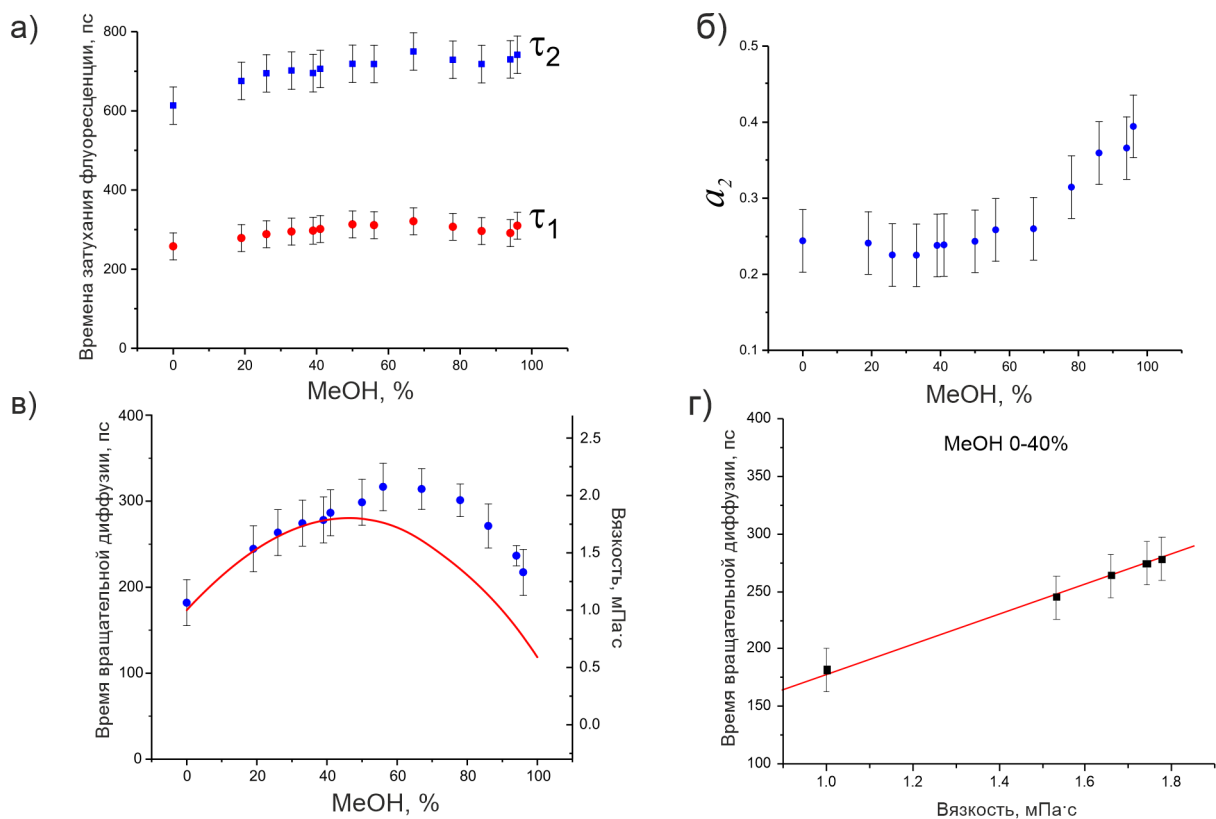 а)
Времена затухания флуоресценции, пс
800
600
400
200
0
τ2
τ1
0 20 40 60 80 100
MeOH, %
б)
a2
0.5
0.4
0.3
0.2
0.1
0 20 40 60 80 100
MeOH, %
в)
Время вращательной диффузии, пс
400
300
200
100
0
2.5
2.0
1.5
1.0
0.5
0.0
Вязкость, мПа·с
0 20 40 60 80 100
MeOH, %
г)
Время вращательной диффузии, пс
MeOH 0-40%
400
350
300
250
200
150
100
1.0 1.2 1.4 1.6 1.8
Вязкость, мПа·с